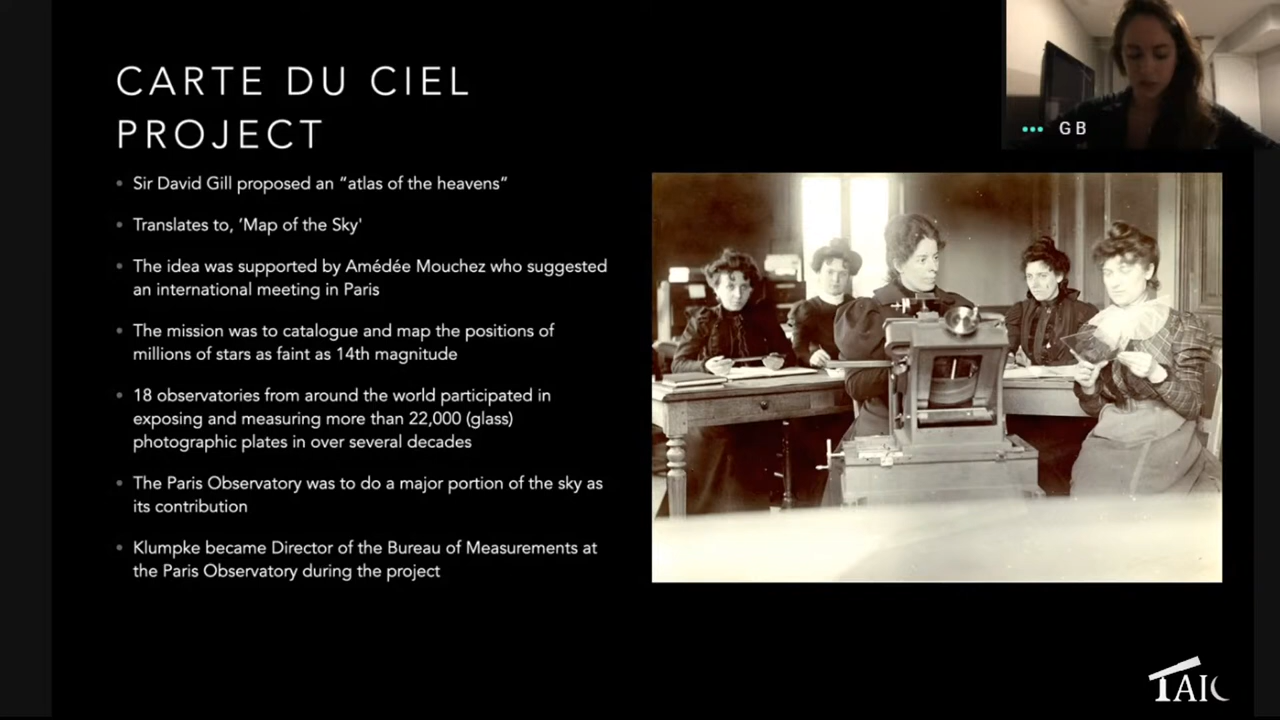 CARTE DU CIEL
PROJECT
• Sir David Gill proposed an “atlas of the heavens”
• Translates to, ‘Map of the Sky'
• The idea was supported by Amédée Mouchez who suggested
an international meeting in Paris
• The mission was to catalogue and map the positions of
millions of stars as faint as 14th magnitude
• 18 observatories from around the world participated in
exposing and measuring more than 22,000 (glass)
photographic plates in over several decades
• The Paris Observatory was to do a major portion of the sky as
its contribution
• Klumpke became Director of the Bureau of Measurements at
the Paris Observatory during the project
G B
TAIC